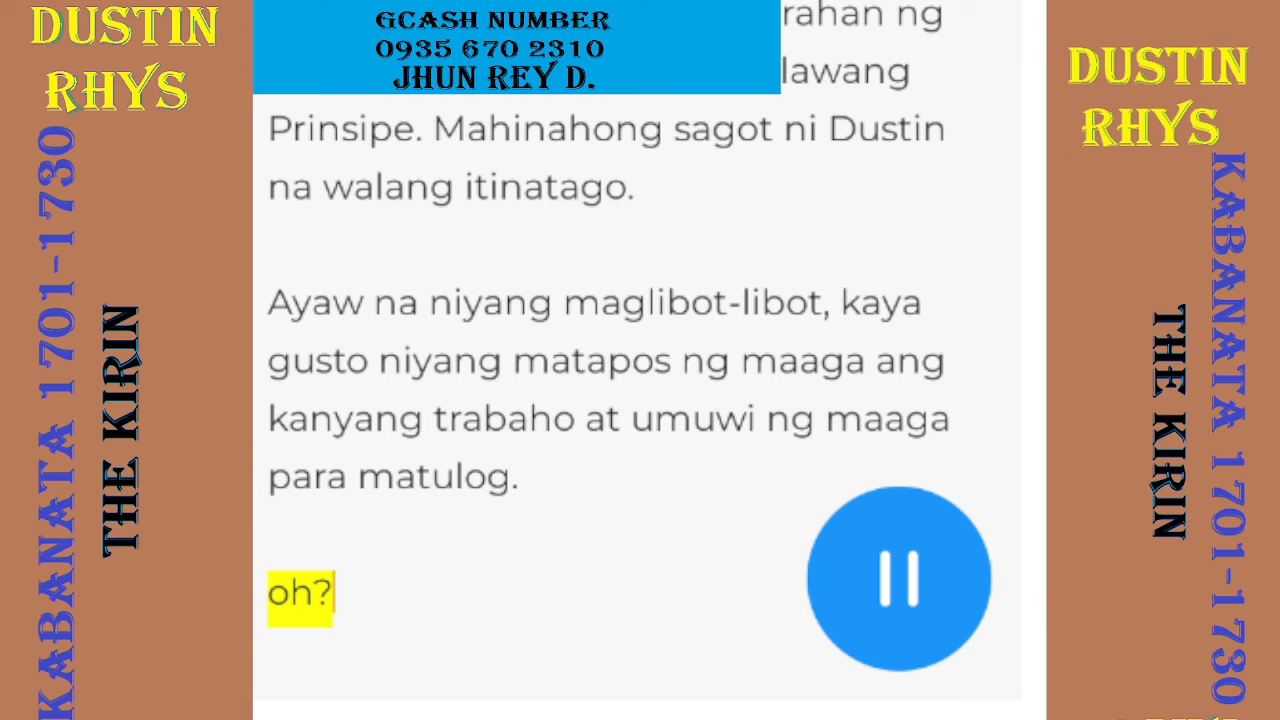 DUSTIN
RHYS
KABANATA 1701-1730
THE KIRIN
GCASH NUMBER
0935 670 2310
JHUN REY D.
rahan ng
lawang
Prinsipe. Mahinahong sagot ni Dustin
na walang itinatago.
Ayaw na niyang maglibot-libot, kaya
gusto niyang matapos ng maaga ang
kanyang trabaho at umuwi ng maaga
para matulog.
oh?
DUSTIN
RHYS
KABANATA 1701-1730
THE KIRIN